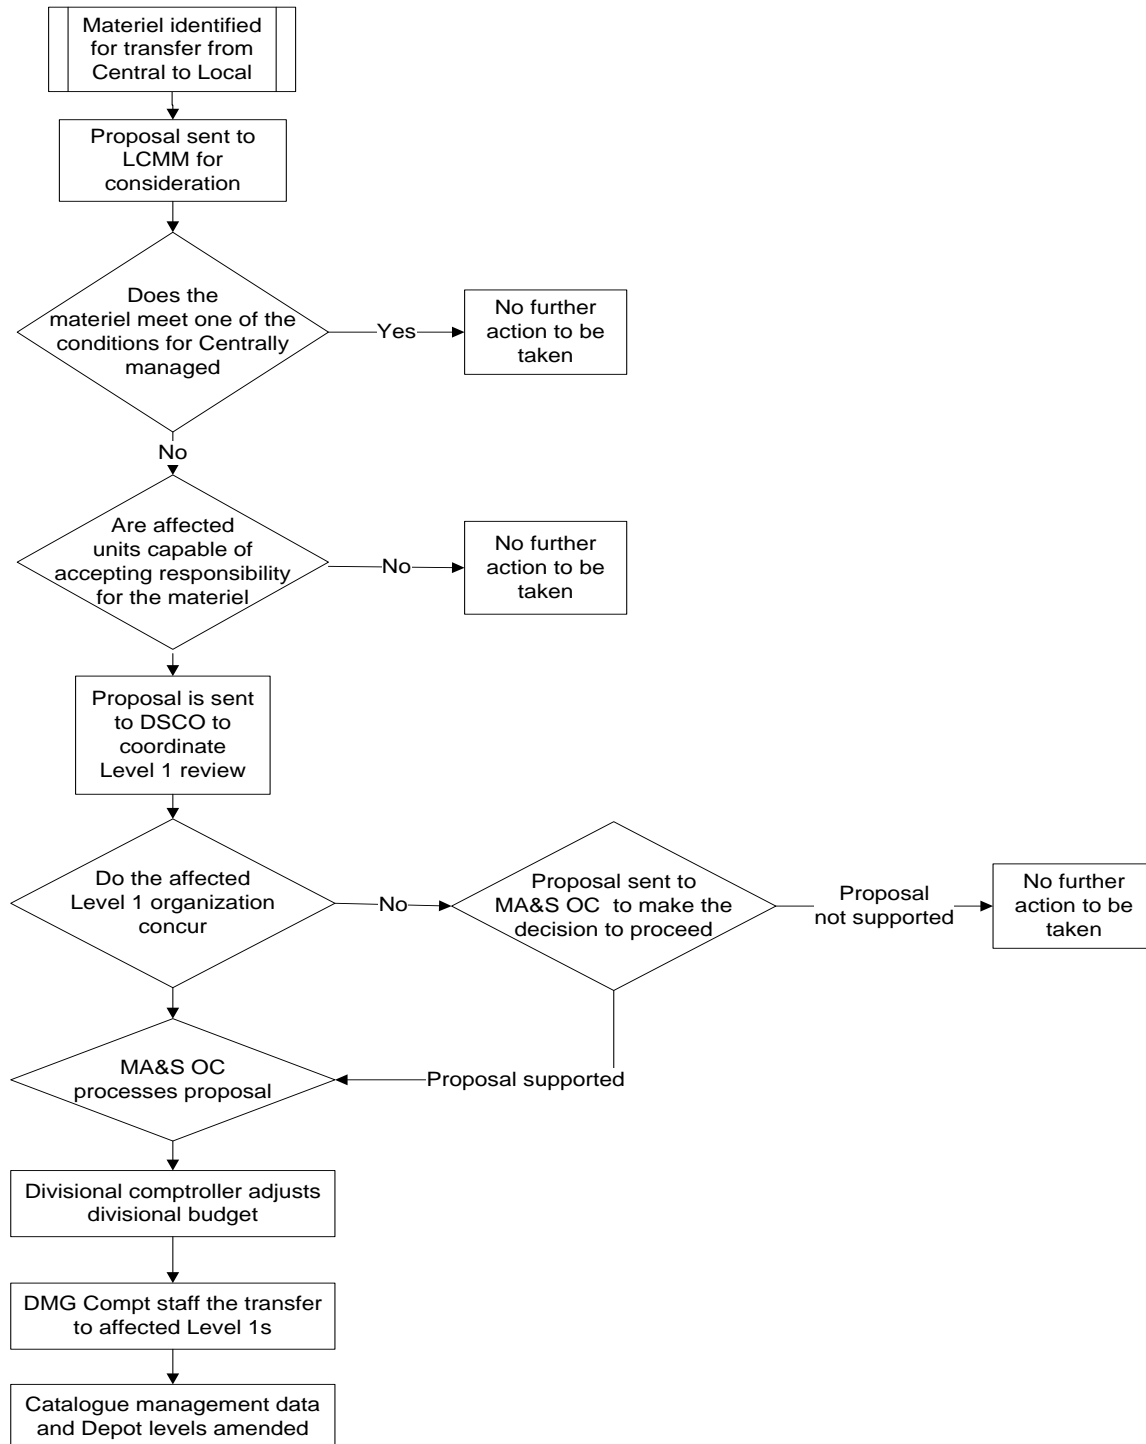 Materiel identified
for transfer from
Central to Local
Proposal sent to
LCMM for
consideration
Does the
materiel meet one of the
conditions for Centrally
managed
Yes
No further
action to be
taken
No
Are affected
units capable of
accepting responsibility
for the materiel
No
No further
action to be
taken
Proposal is sent
to DSCO to
coordinate
Level 1 review
Do the affected
Level 1 organization
concur
No
Proposal sent to
MA&S OC to make the
decision to proceed
Proposal
not supported
No further
action to be
taken
MA&S OC
processes proposal
Proposal supported
Divisional comptroller adjusts
divisional budget
DMG Compt staff the transfer
to affected Level 1s
Catalogue management data
and Depot levels amended